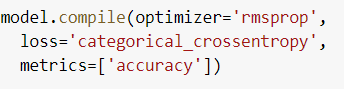 model.compile(optimizer='rmsprop',
  loss='categorical_crossentropy',
  metrics=['accuracy'])